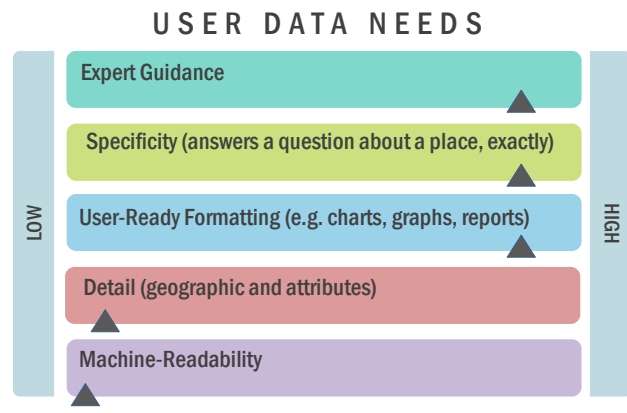 USER DATA NEEDS
Expert Guidance
Specificity (answers a question about a place, exactly)
User-Ready Formatting (e.g. charts, graphs, reports)
LOW
HIGH
Detail (geographic and attributes)
Machine-Readability